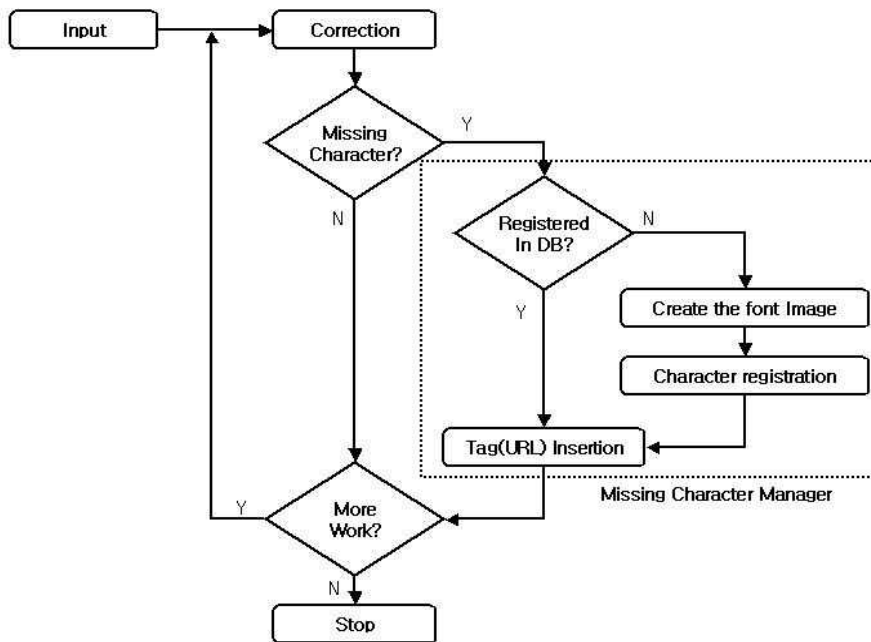 Input
Correction
Missing
Character?
Y
N
Registered
In DB?
N
Y
Create the font Image
Character registration
Tag(URL) Insertion
Missing Character Manager
More
Work?
Y
N
Stop